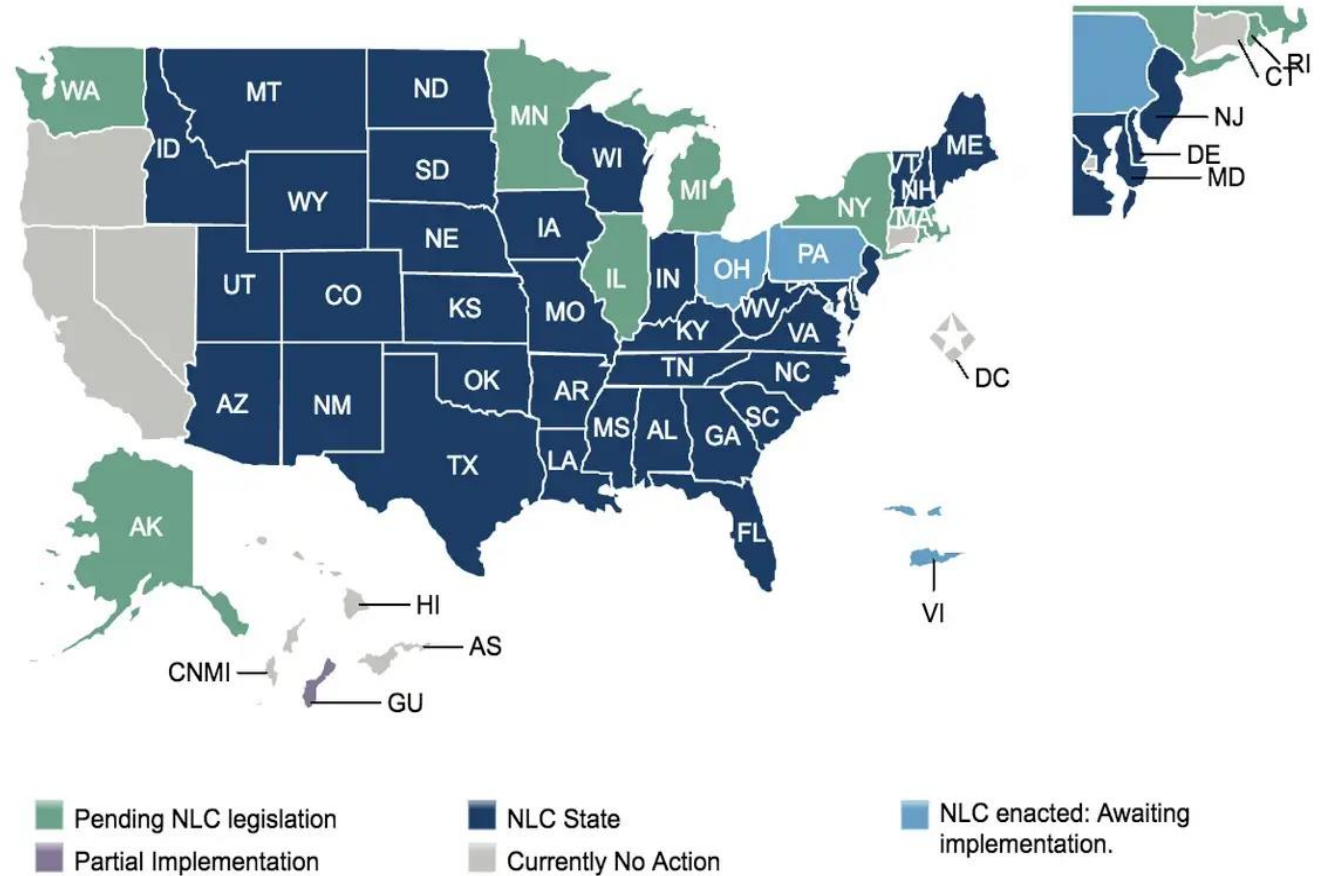 WA
MT
ND
MN
ID
SD
WI
MI
WY
NE
IA
NY
VT
NH
ME
MA
UT
CO
KS
MO
IL
IN
OH
PA
WV
KY
VA
AZ
NM
OK
AR
TN
NC
SC
MS
AL
GA
TX
LA
FL
AK
HI
AS
CNMI
GU
VI
DC
RI
CT
NJ
DE
MD
Pending NLC legislation
Partial Implementation
NLC State
Currently No Action
NLC enacted: Awaiting
implementation.